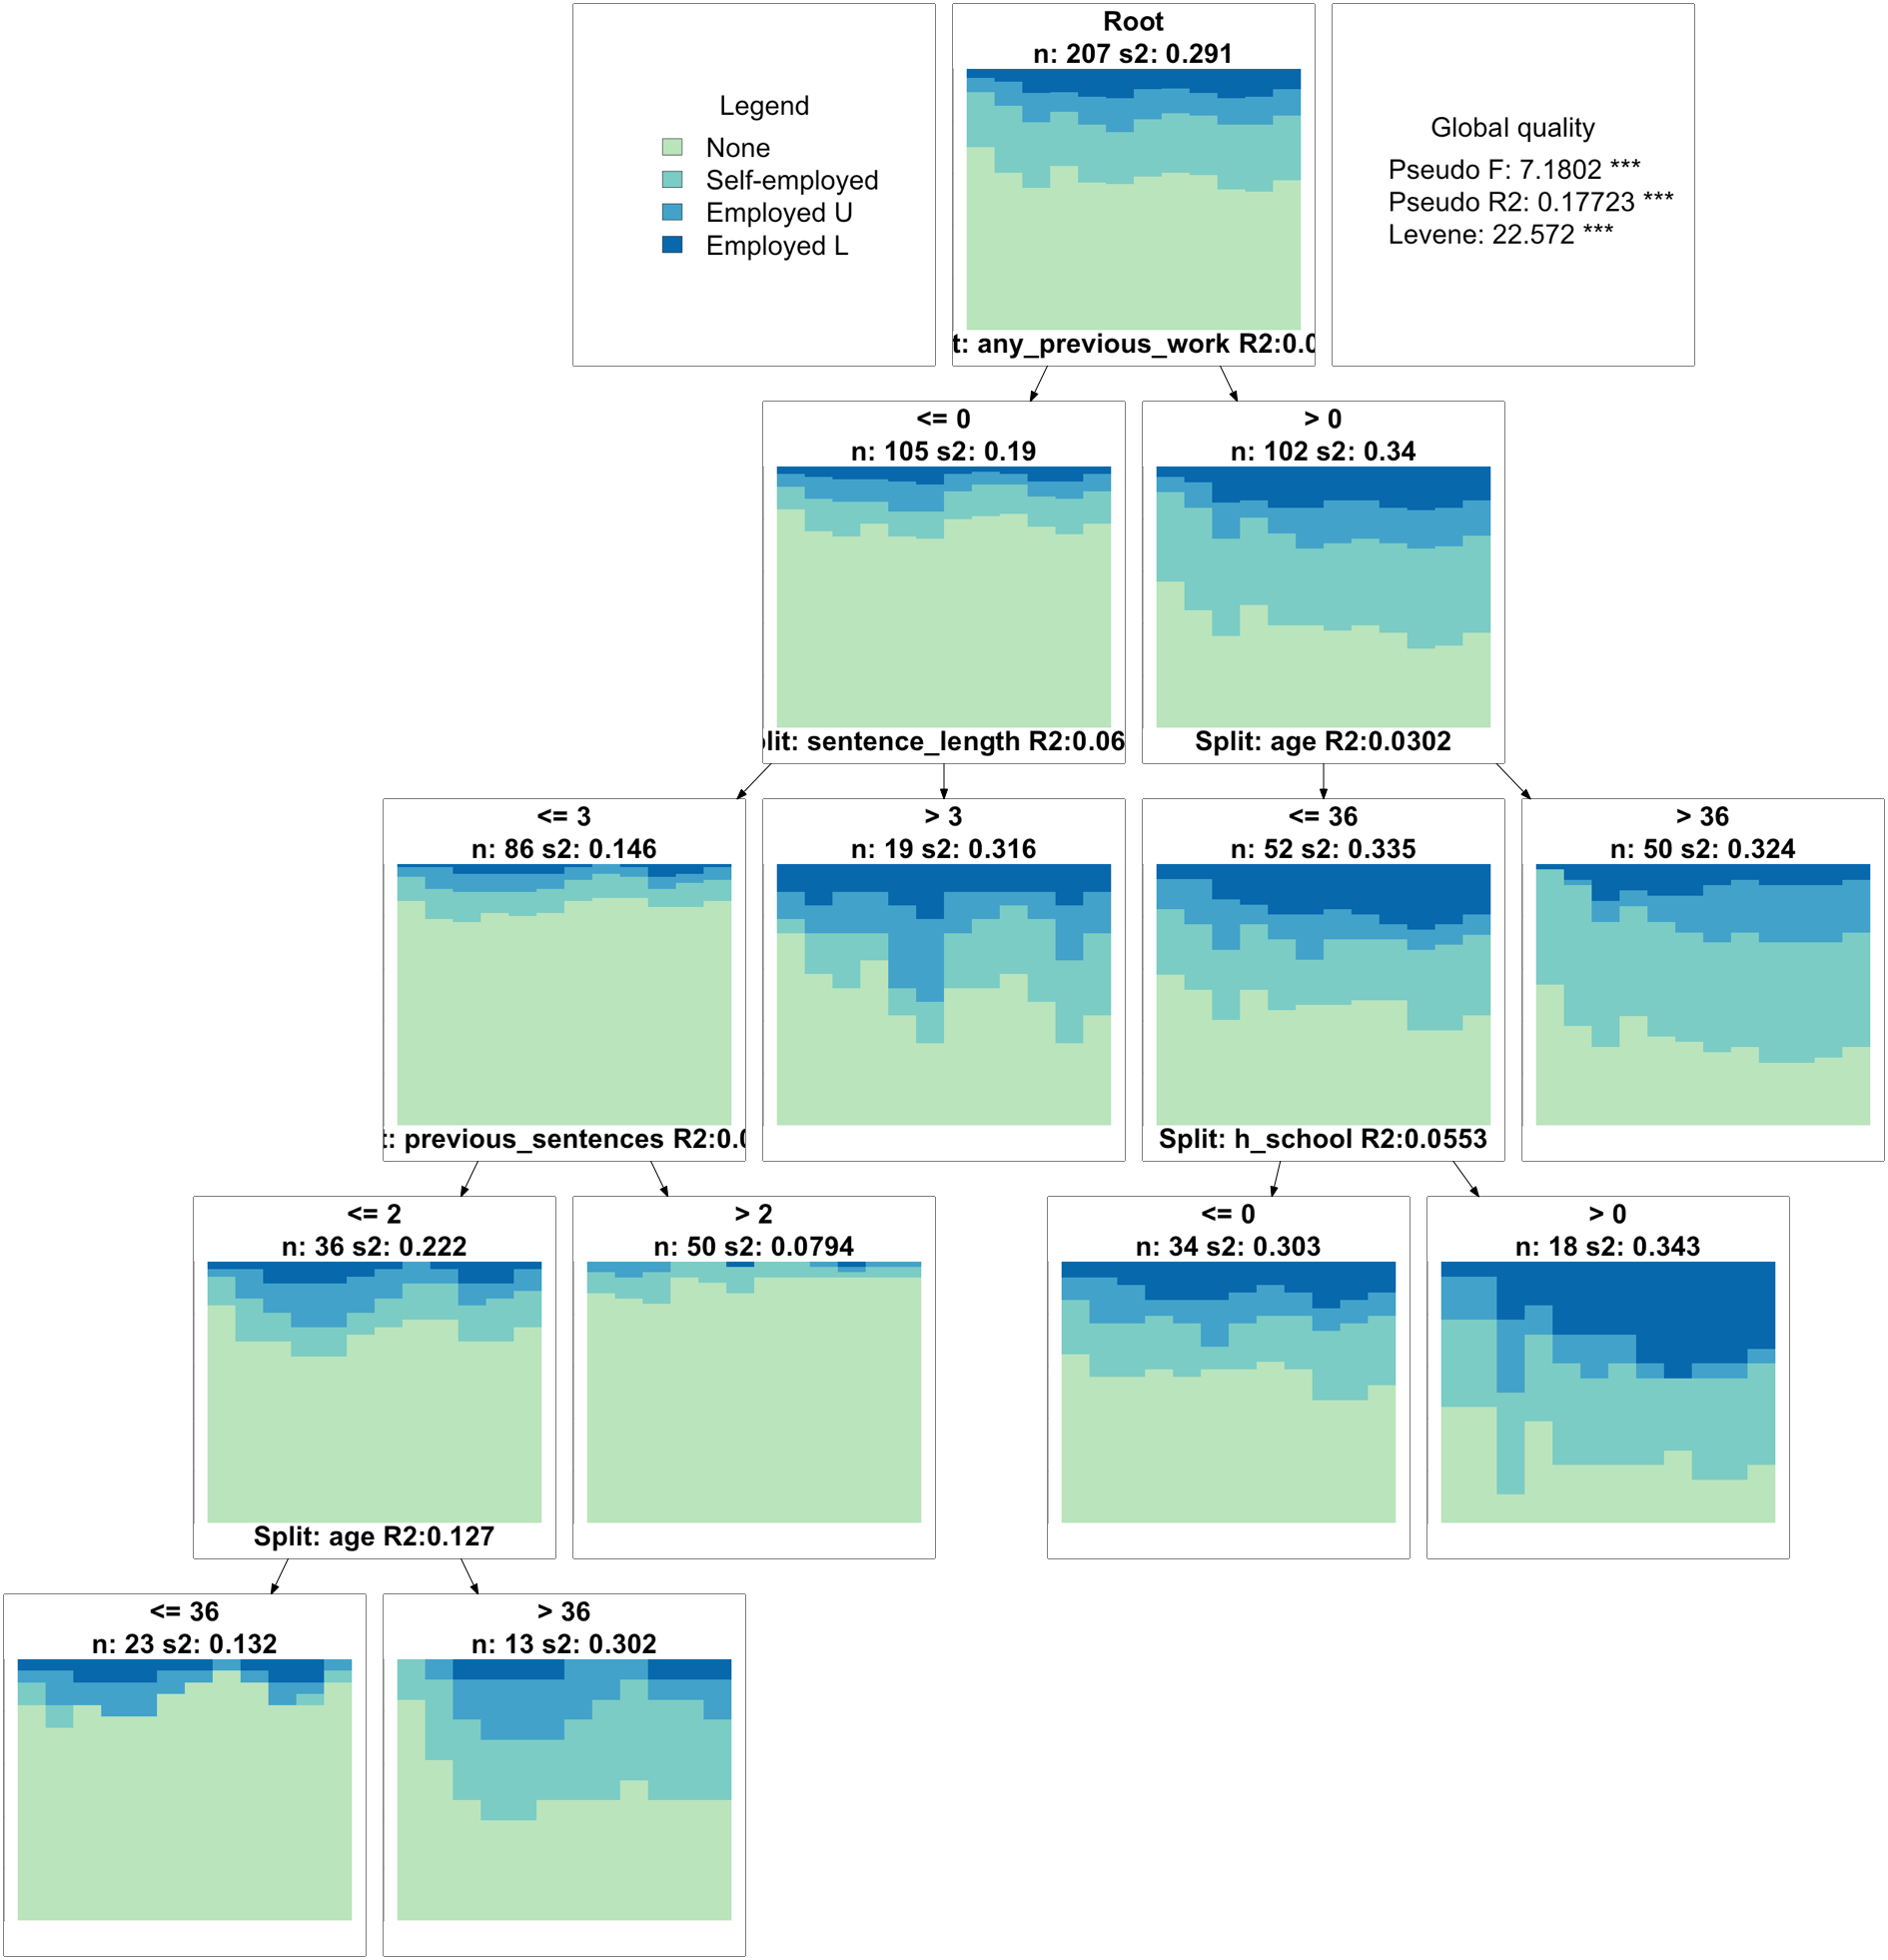 Legend
None
Self-employed
Employed U
Employed L
Root
n: 207 s2: 0.291
t: any_previous_work R2:0.0
Global quality
Pseudo F: 7.1802 ***
Pseudo R2: 0.17723 ***
Levene: 22.572 ***
<= 0
n: 105 s2: 0.19
lit: sentence_length R2:0.06
> 0
n: 102 s2: 0.34
Split: age R2:0.0302
<= 3
n: 86 s2: 0.146
t: previous_sentences R2:0.0
> 3
n: 19 s2: 0.316
<= 36
n: 52 s2: 0.335
Split: h_school R2:0.0553
> 36
n: 50 s2: 0.324
<= 2
n: 36 s2: 0.222
Split: age R2:0.127
> 2
n: 50 s2: 0.0794
<= 0
n: 34 s2: 0.303
> 0
n: 18 s2: 0.343
<= 36
n: 23 s2: 0.132
> 36
n: 13 s2: 0.302